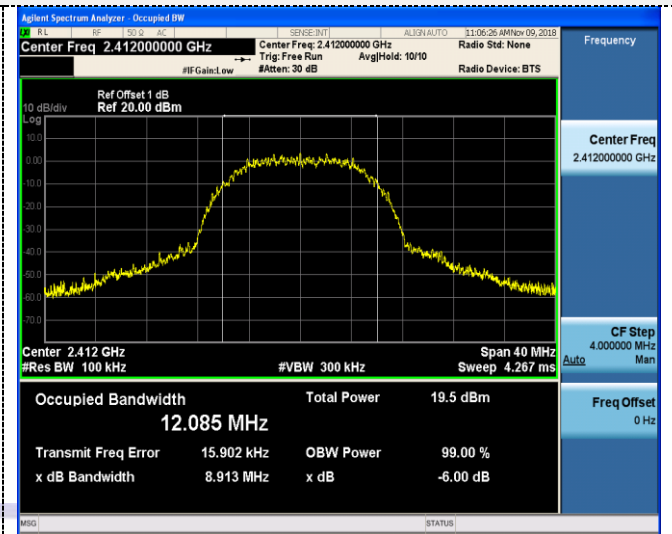 Agilent Spectrum Analyzer - Occupied BW
LXI RL RF 50 Ω AC SENSE:INT ALIGN AUTO 11:06:26 AM Nov 09, 2018
Center Freq 2.412000000 GHz
Center Freq: 2.412000000 GHz
Radio Std: None
Trig: Free Run Avg|Hold: 10/10
#IFGain:Low #Atten: 30 dB Radio Device: BTS
Ref Offset 1 dB
10 dB/div Ref 20.00 dBm
Log
10.0
0.00
-10.0
-20.0
-30.0
-40.0
-50.0
-60.0
-70.0
Center 2.412 GHz Span 40 MHz
#Res BW 100 kHz #VBW 300 kHz Sweep 4.267 ms
Occupied Bandwidth Total Power 19.5 dBm
12.085 MHz
Transmit Freq Error 15.902 kHz OBW Power 99.00 %
x dB Bandwidth 8.913 MHz x dB -6.00 dB
MSG STATUS
Frequency
Center Freq
2.412000000 GHz
CF Step
4.000000 MHz
Auto Man
Freq Offset
0 Hz